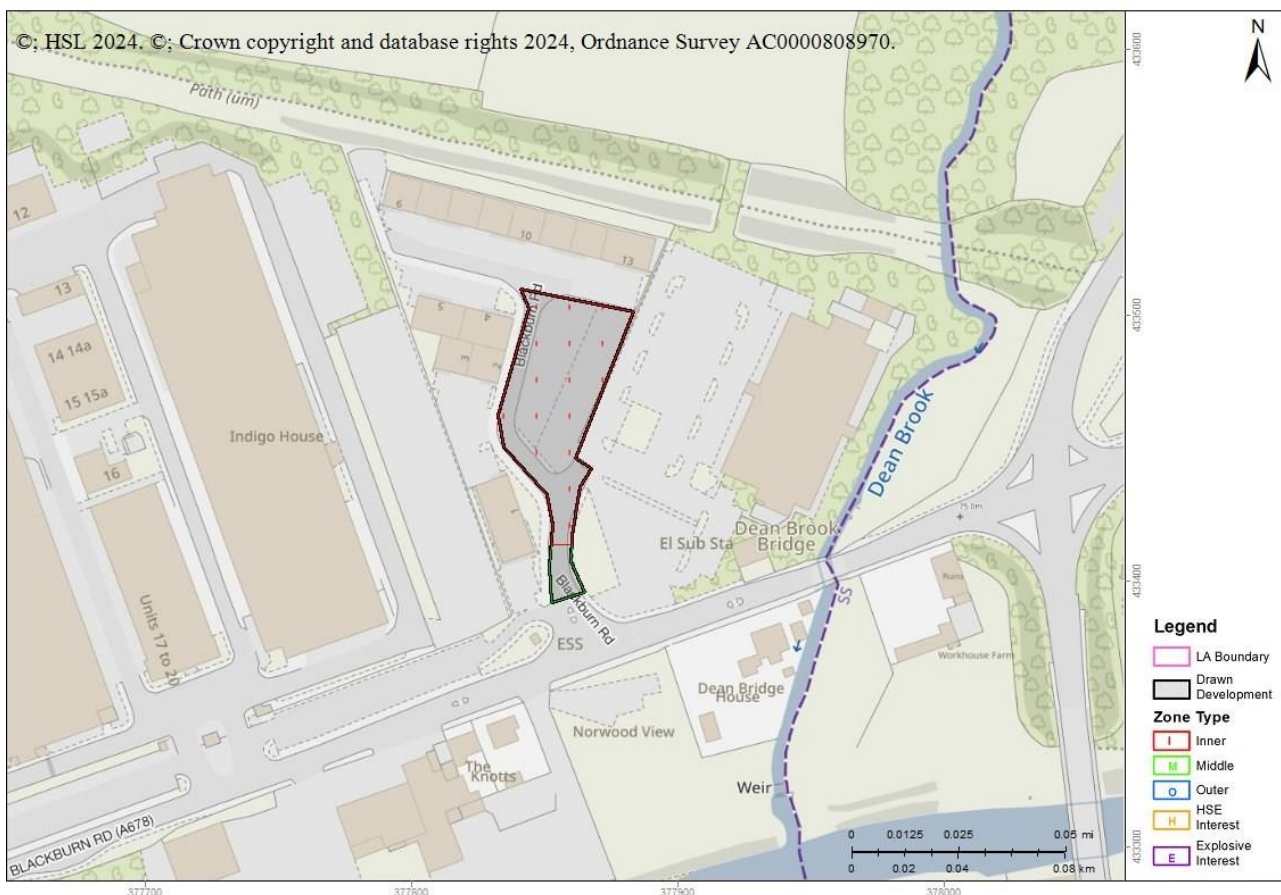 ©; HSL 2024. ©; Crown copyright and database rights 2024, Ordnance Survey AC0000808970.
N
433600
Path (um)
12
6
10
13
13
5
4
3
2
Blackburn Rd
433500
14 14a
15 15a
16
Indigo House
Dean Brook
75.0m
1
El Sub Sta
Dean Brook
Bridge
433400
Blackburn Rd
SS
Ruins
Units 17 to 20
ESS
Workhouse Farm
Dean Bridge
House
Norwood View
The
Knotts
Weir
BLACKBURN RD (A678)
433300
0 0.0125 0.025 0.05 mi
0 0.02 0.04 0.08 km
377700
377800
377900
378000
Legend
LA Boundary
Drawn
Development
Zone Type
I Inner
M Middle
O Outer
H HSE
Interest
E Explosive
Interest